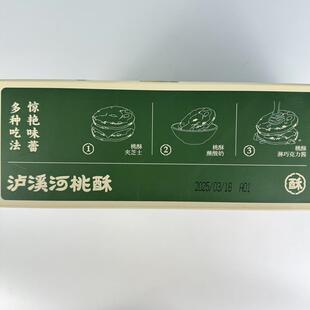 惊艳味蕾
多种吃法
①
桃酥
夹芝士
②
桃酥
蘸酸奶
③
桃酥
淋巧克力酱
泸溪河桃酥
2025/03/18 A01
酥